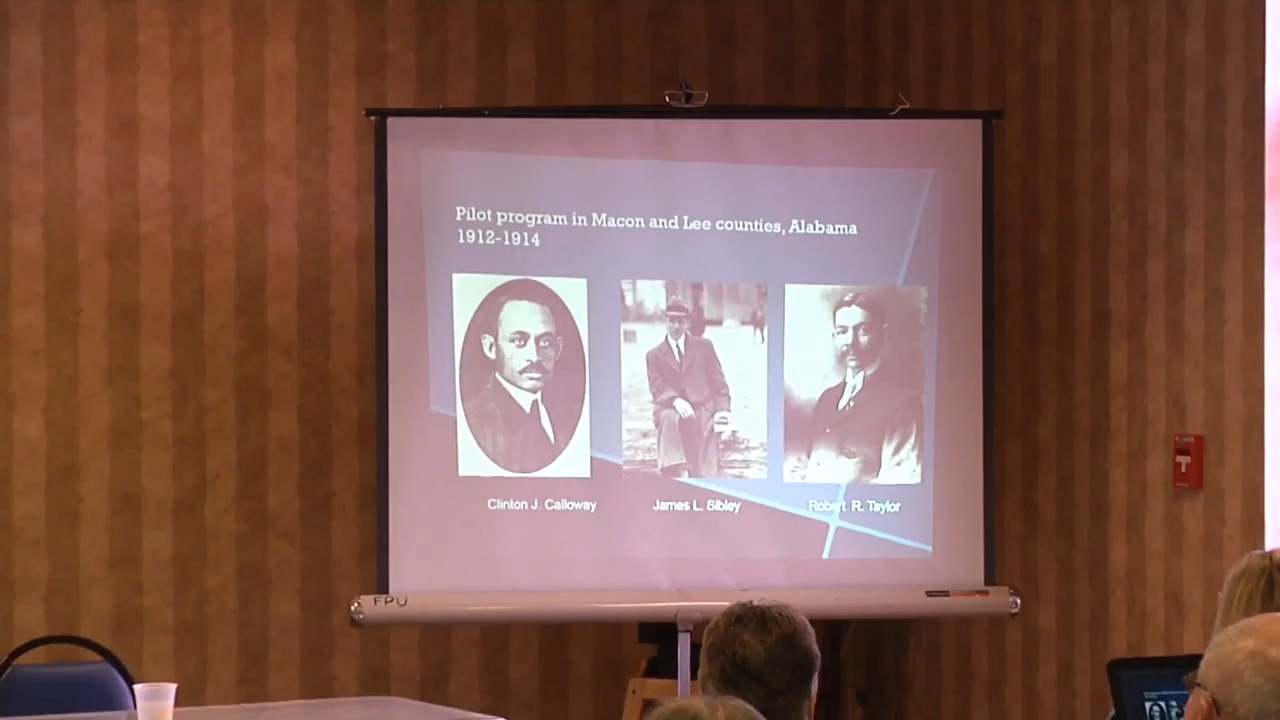 Pilot program in Macon and Lee counties, Alabama
1912-1914
Clinton J. Calloway
James L. Sibley
Robert R. Taylor
FPU